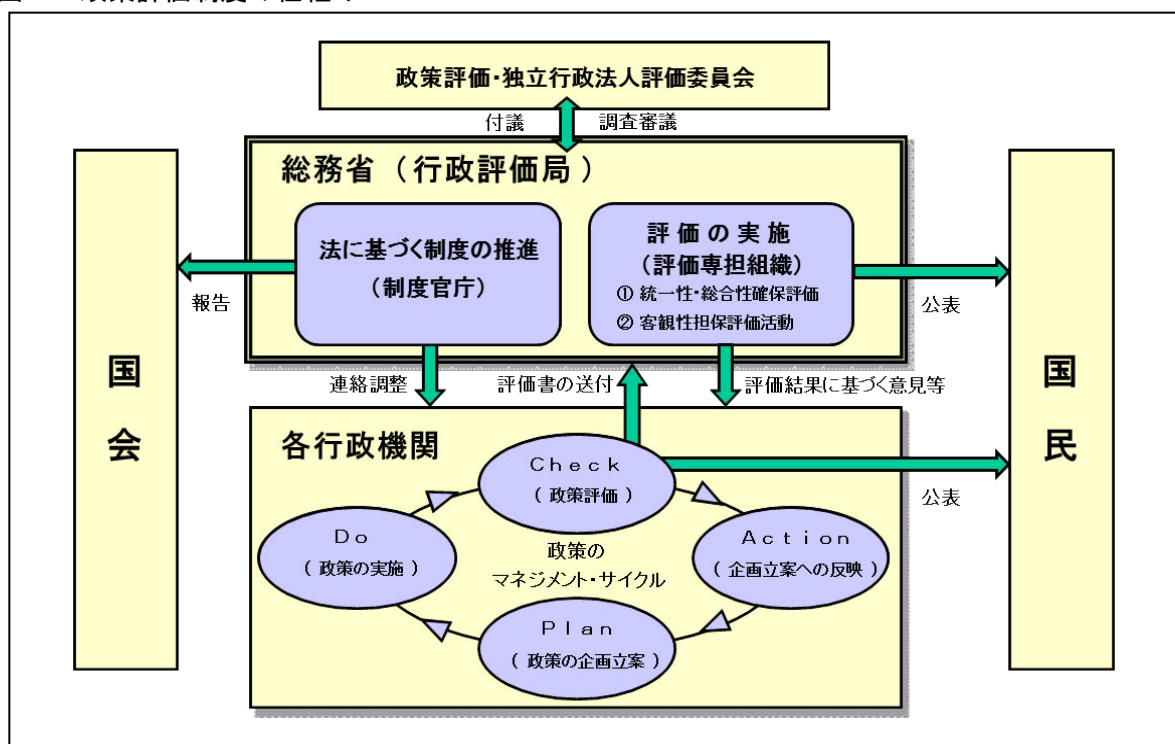 政策評価・独立行政法人評価委員会
付議
調査審議
総務省（行政評価局）
法に基づく制度の推進
（制度官庁）
評価の実施
（評価専担組織）
① 統一性・総合性確保評価
② 客観性担保評価活動
報告
公表
国会
国民
連絡調整
評価書の送付
評価結果に基づく意見等
各行政機関
Check
（政策評価）
Do
（政策の実施）
政策の
マネジメント・サイクル
Action
（企画立案への反映）
Plan
（政策の企画立案）
公表